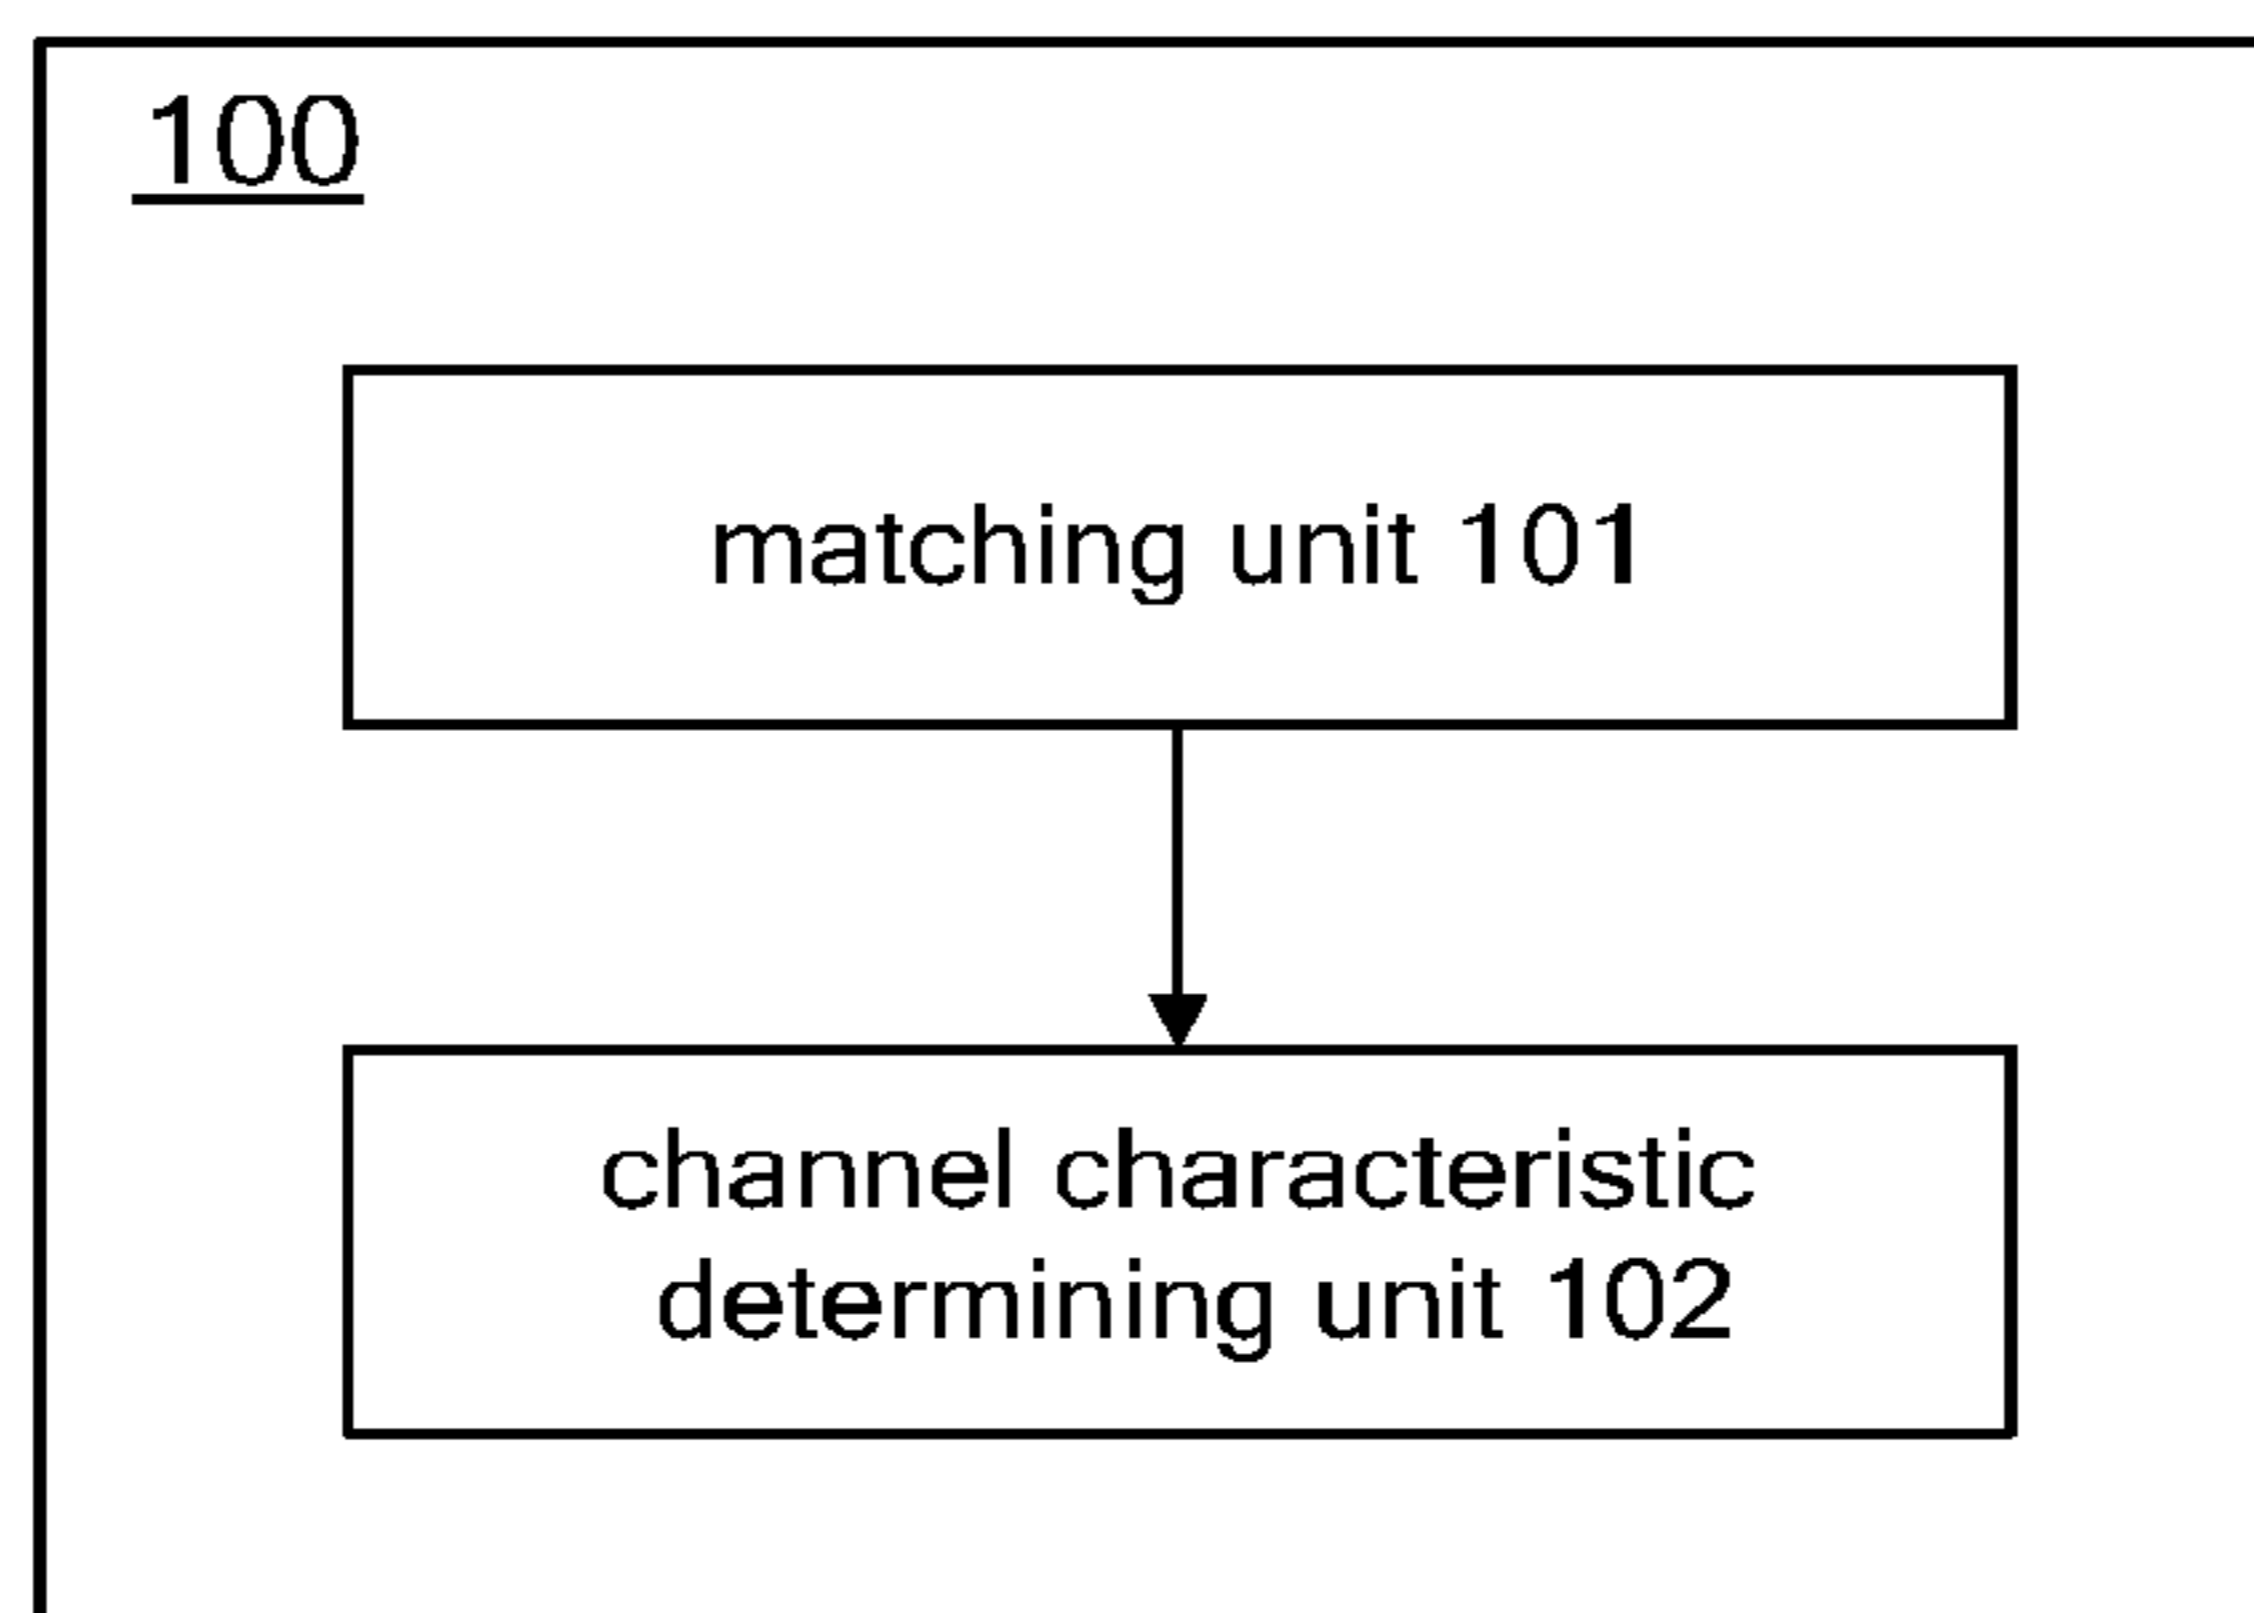 100
matching unit 101
channel characteristic
determining unit 102